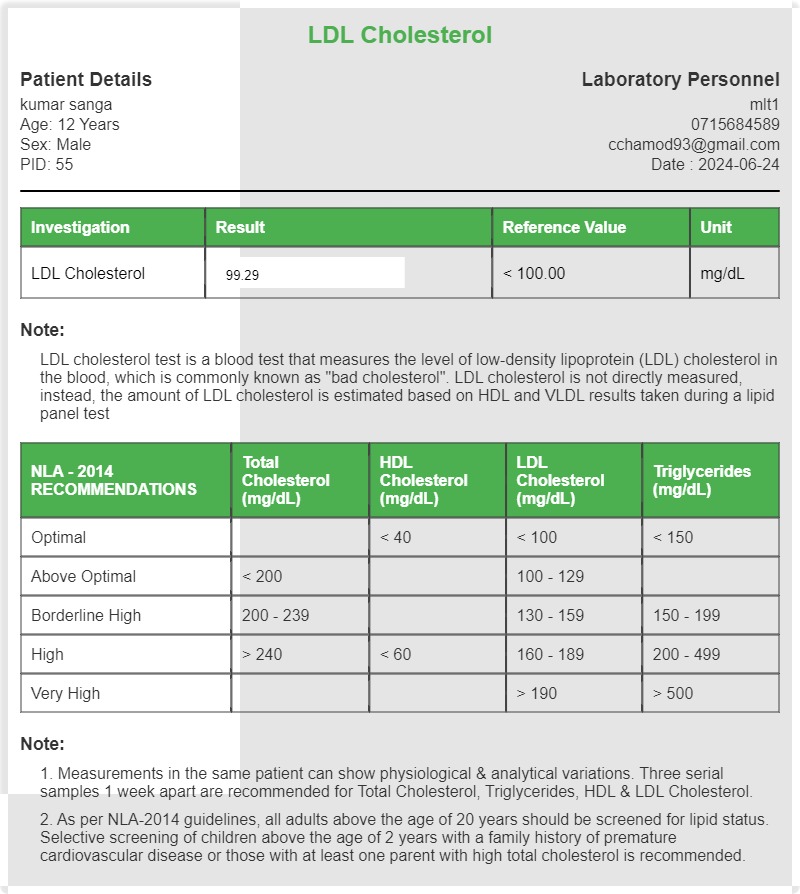 LDL Cholesterol
Patient Details
Laboratory Personnel
kumar sanga
mlt1
Age: 12 Years
0715684589
Sex: Male
cchamod93@gmail.com
PID: 55
Date : 2024-06-24
Investigation Result Reference Value Unit
LDL Cholesterol 99.29 < 100.00 mg/dL
Note:
LDL cholesterol test is a blood test that measures the level of low-density lipoprotein (LDL) cholesterol in
the blood, which is commonly known as "bad cholesterol". LDL cholesterol is not directly measured,
instead, the amount of LDL cholesterol is estimated based on HDL and VLDL results taken during a lipid
panel test
NLA - 2014
RECOMMENDATIONS
Total
Cholesterol
(mg/dL)
HDL
Cholesterol
(mg/dL)
LDL
Cholesterol
(mg/dL)
Triglycerides
(mg/dL)
Optimal < 40 < 100 < 150
Above Optimal < 200 100 - 129
Borderline High 200 - 239 130 - 159 150 - 199
High > 240 < 60 160 - 189 200 - 499
Very High > 190 > 500
Note:
1. Measurements in the same patient can show physiological & analytical variations. Three serial
samples 1 week apart are recommended for Total Cholesterol, Triglycerides, HDL & LDL Cholesterol.
2. As per NLA-2014 guidelines, all adults above the age of 20 years should be screened for lipid status.
Selective screening of children above the age of 2 years with a family history of premature
cardiovascular disease or those with at least one parent with high total cholesterol is recommended.